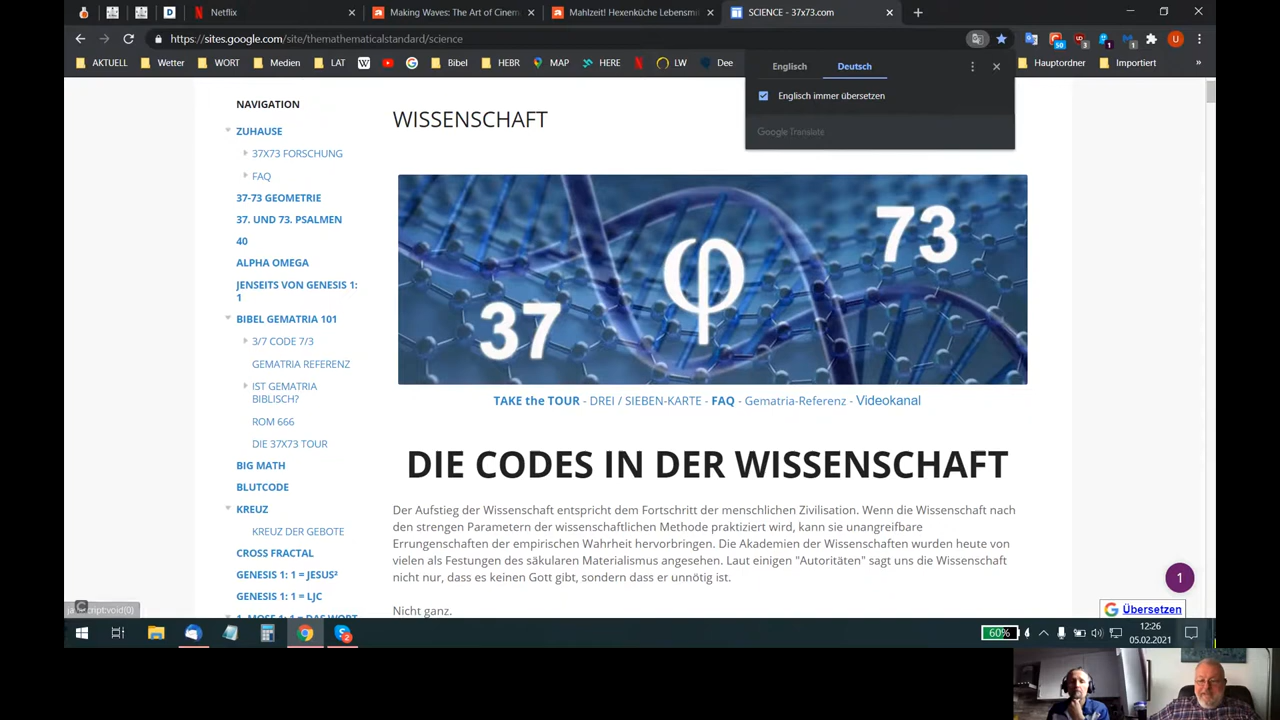 Netflix
Making Waves: The Art of Cinem
Mahlzeit! Hexenküche Lebensmil
SCIENCE - 37x73.com
https://sites.google.com/site/themathematicalstandard/science
AKTUELL
Wetter
WORT
Medien
LAT
Bibel
HEBR
MAP
HERE
LW
Dee
Hauptordner
Importiert
Englisch
Deutsch
Englisch immer übersetzen
Google Translate
NAVIGATION
ZUHAUSE
37X73 FORSCHUNG
FAQ
37-73 GEOMETRIE
37. UND 73. PSALMEN
40
ALPHA OMEGA
JENSEITS VON GENESIS 1:
1
BIBEL GEMATRIA 101
3/7 CODE 7/3
GEMATRIA REFERENZ
IST GEMATRIA
BIBLISCH?
ROM 666
DIE 37X73 TOUR
BIG MATH
BLUTCODE
KREUZ
KREUZ DER GEBOTE
CROSS FRACTAL
GENESIS 1: 1 = JESUS²
GENESIS 1: 1 = LJC
1. MOSE 1: 1 = DAS WORT
WISSENSCHAFT
37
φ
73
TAKE the TOUR - DREI / SIEBEN-KARTE - FAQ - Gematria-Referenz - Videokanal
DIE CODES IN DER WISSENSCHAFT
Der Aufstieg der Wissenschaft entspricht dem Fortschritt der menschlichen Zivilisation. Wenn die Wissenschaft nach
den strengen Parametern der wissenschaftlichen Methode praktiziert wird, kann sie unangreifbare
Errungenschaften der empirischen Wahrheit hervorbringen. Die Akademien der Wissenschaften wurden heute von
vielen als Festungen des säkularen Materialismus angesehen. Laut einigen "Autoritäten" sagt uns die Wissenschaft
nicht nur, dass es keinen Gott gibt, sondern dass er unnötig ist.
Nicht ganz.
1
Übersetzen
60%
12:26
05.02.2021